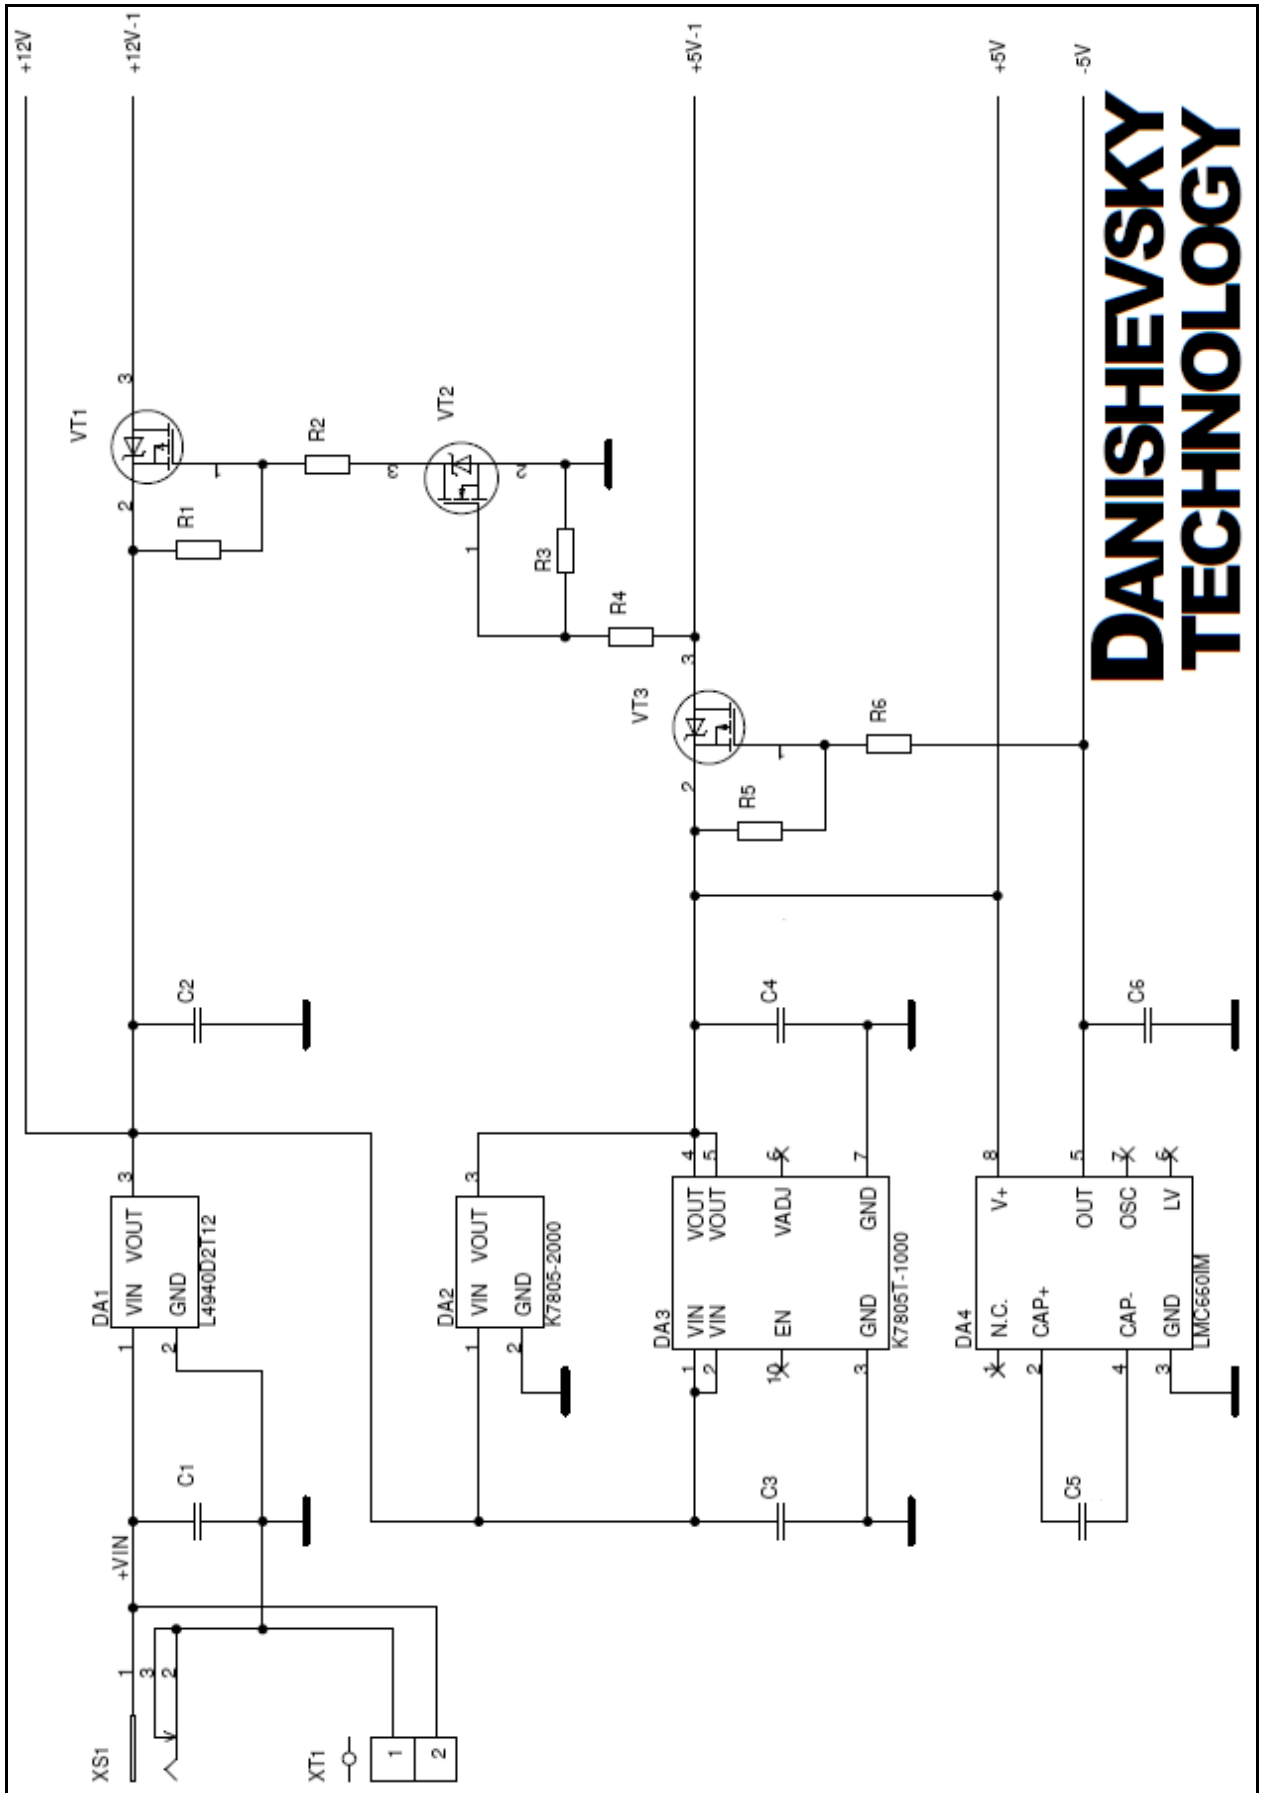 +12V
+12V-1
+5V-1
+5V
-5V
DANISHEVSKY
TECHNOLOGY
VT1
3
2
1
R1
R2
VT2
3
2
1
R3
R4
VT3
3
2
1
R5
R6
C2
C4
C6
DA1
VIN VOUT
GND
L4940D2T12
1
2
3
DA2
VIN VOUT
GND
K7805-2000
1
2
3
DA3
VIN VOUT
VIN VOUT
EN VADJ
GND GND
K7805T-1000
1
2
10
3
4
5
6
7
DA4
N.C. V+
CAP+
OUT
CAP- OSC
GND LV
LMC660IM
1
2
4
3
8
5
7
6
C1
C3
C5
+VIN
XS1
1
3
2
XT1
1
2